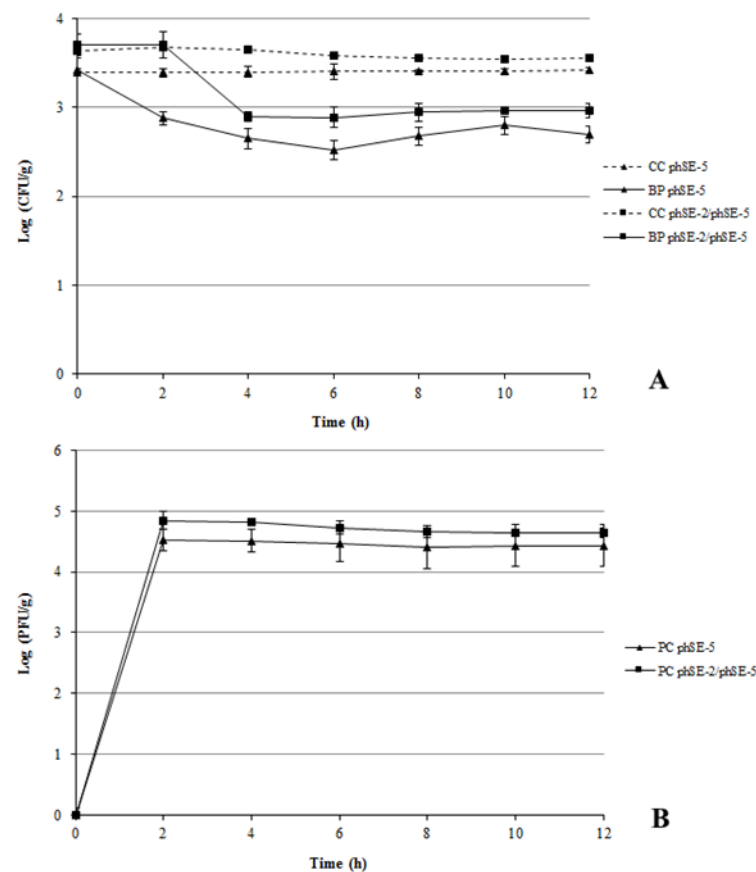 4
3
2
1
0
0 2 4 6 8 10 12
Log (CFU/g)
Time (h)
CC phSE-5
BP phSE-5
CC phSE-2/phSE-5
BP phSE-2/phSE-5
A
6
5
4
3
2
1
0
0 2 4 6 8 10 12
Log (PFU/g)
Time (h)
PC phSE-5
PC phSE-2/phSE-5
B